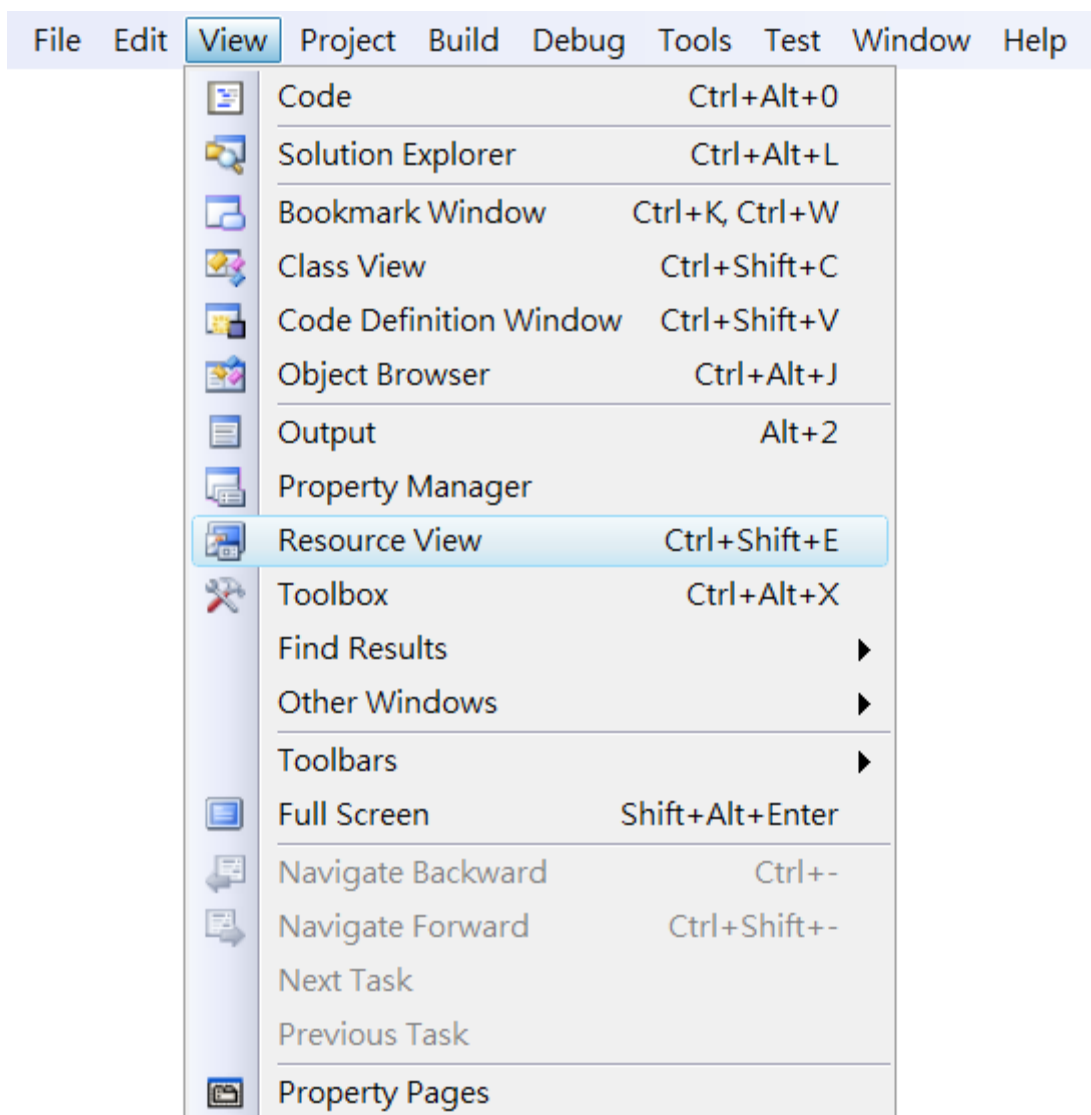 File Edit View Project Build Debug Tools Test Window Help
Code Ctrl+Alt+0
Solution Explorer Ctrl+Alt+L
Bookmark Window Ctrl+K, Ctrl+W
Class View Ctrl+Shift+C
Code Definition Window Ctrl+Shift+V
Object Browser Ctrl+Alt+J
Output Alt+2
Property Manager
Resource View Ctrl+Shift+E
Toolbox Ctrl+Alt+X
Find Results
Other Windows
Toolbars
Full Screen Shift+Alt+Enter
Navigate Backward Ctrl+-
Navigate Forward Ctrl+Shift+-
Next Task
Previous Task
Property Pages